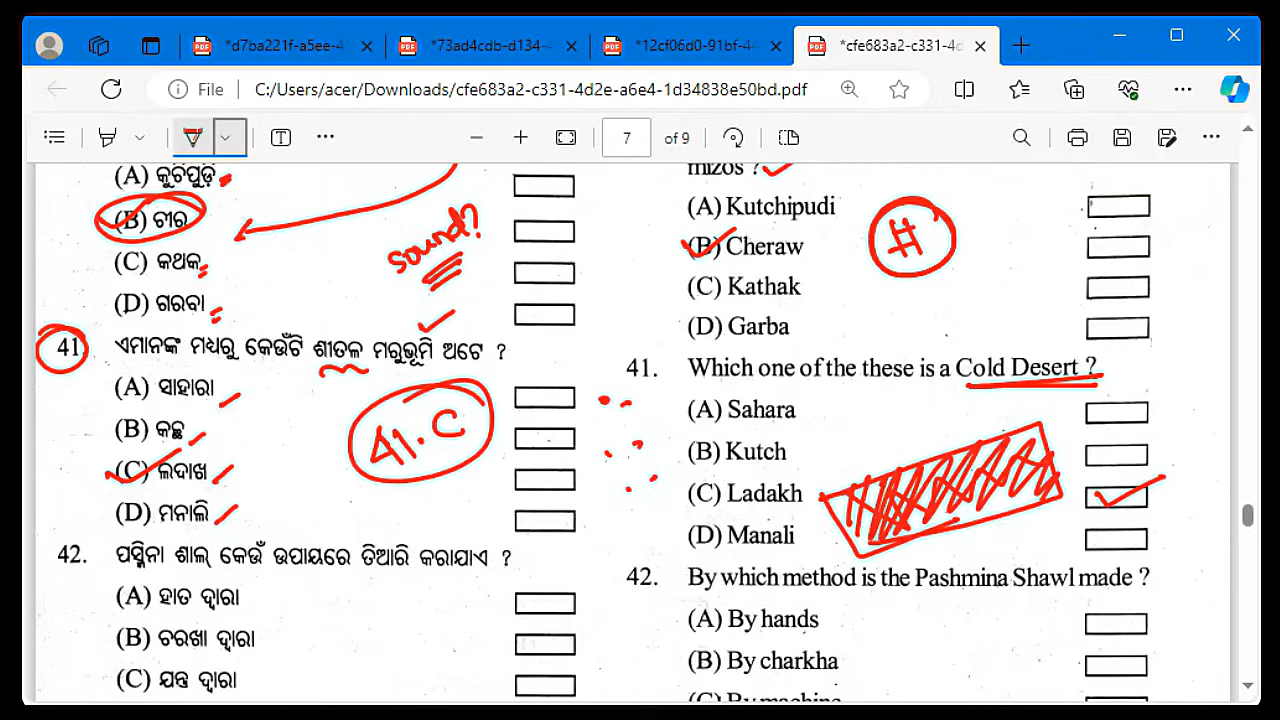 *d7ba221f-a5ee-4
*73ad4cdb-d134-
*12cf06d0-91bf-4
*cfe683a2-c331-4d
File
C:/Users/acer/Downloads/cfe683a2-c331-4d2e-a6e4-1d34838e50bd.pdf
7 of 9
(A) କୁଚିପୁଡ଼ି
(B) ଚୀର
(C) କଥକ
(D) ଗରବା
sound?
41. ଏମାନଙ୍କ ମଧ୍ୟରୁ କେଉଁଟି ଶୀତଳ ମରୁଭୂମି ଅଟେ ?
(A) ସାହାରା
(B) କଚ୍ଛ
(C) ଲଦାଖ
(D) ମନାଲି
41. C
42. ପସ୍ମିନା ଶାଲ୍ କେଉଁ ଉପାୟରେ ତିଆରି କରାଯାଏ ?
(A) ହାତ ଦ୍ୱାରା
(B) ଚରଖା ଦ୍ୱାରା
(C) ଯନ୍ତ୍ର ଦ୍ୱାରା
mizos ?
(A) Kutchipudi
(B) Cheraw
(C) Kathak
(D) Garba
#
41. Which one of the these is a Cold Desert ?
(A) Sahara
(B) Kutch
(C) Ladakh
(D) Manali
42. By which method is the Pashmina Shawl made ?
(A) By hands
(B) By charkha
(C) By machine